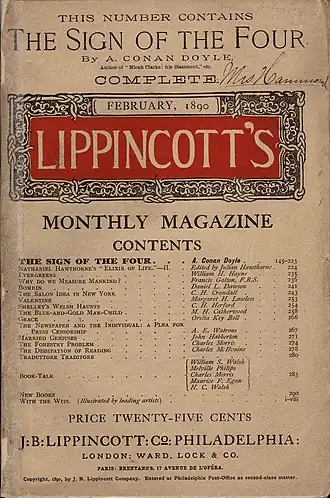 THIS NUMBER CONTAINS
THE SIGN OF THE FOUR
By A. CONAN DOYLE,
Author of "Micah Clarke: his Statement," etc.
COMPLETE.
Mrs Hammond
FEBRUARY, 1890
LIPPINCOTT'S
MONTHLY MAGAZINE
CONTENTS
THE SIGN OF THE FOUR. . . . A. Conan Doyle . . 145-223
NATHANIEL HAWTHORNE'S "ELIXIR OF LIFE."—II. Edited by Julian Hawthorne . 224
EVERGREENS . . . William H. Hayne . 235
WHY DO WE MEASURE MANKIND? . . Francis Galton, F.R.S. . 236
BOMBIN . . . Daniel L. Dawson . 241
THE SALON IDEA IN NEW YORK . . C. H. Crandall . 243
VALENTINE . . . Margaret H. Lawless . 253
SHELLEY'S WELSH HAUNTS . . C. H. Herford . 254
THE BLUE-AND-GOLD MAN-CHILD . . M. H. Catherwood . 258
GRACE . . . Orelia Key Bell . 266
THE NEWSPAPER AND THE INDIVIDUAL: A PLEA FOR
PRESS CENSORSHIP . . A. E. Watrous . 267
MARRIED GENIUSES . . John Habberton . 271
THE FORESTRY PROBLEM . . Charles Morris . 274
THE DISSIPATION OF READING . . Charles McIlvaine . 278
TRADUTTORE TRADITORE . . . 280
BOOK-TALK . . . William S. Walsh
Melville Philips
Charles Morris
Maurice F. Egan
H. C. Walsh
283
NEW BOOKS . . . 290
WITH THE WITS. (Illustrated by leading artists) . . i-viii
PRICE TWENTY-FIVE CENTS
J:B:LIPPINCOTT:Co:PHILADELPHIA:
LONDON: WARD, LOCK & CO.
PARIS: BRENTANO'S, 17 AVENUE DE L'OPÉRA.
Copyright, 1890, by J. B. Lippincott Company. Entered at Philadelphia Post-Office as second-class matter.